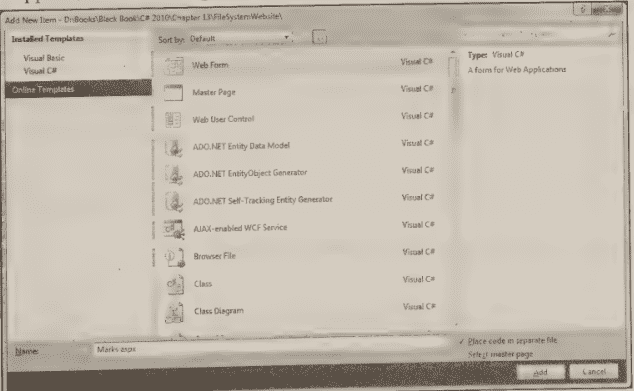 Add New Item - D:\Books\Black Book\C# 2010\Chapter 13\FileSystemWebsite\
Installed Templates
Visual Basic
Visual C#
Online Templates
Sort by: Default
Web Form Visual C#
Master Page Visual C#
Web User Control Visual C#
ADO.NET Entity Data Model Visual C#
ADO.NET EntityObject Generator Visual C#
ADO.NET Self-Tracking Entity Generator Visual C#
AJAX-enabled WCF Service Visual C#
Browser File Visual C#
Class Visual C#
Class Diagram Visual C#
Type: Visual C#
A form for Web Applications
Name: Marks.aspx
Place code in separate file
Select master page
Add Cancel